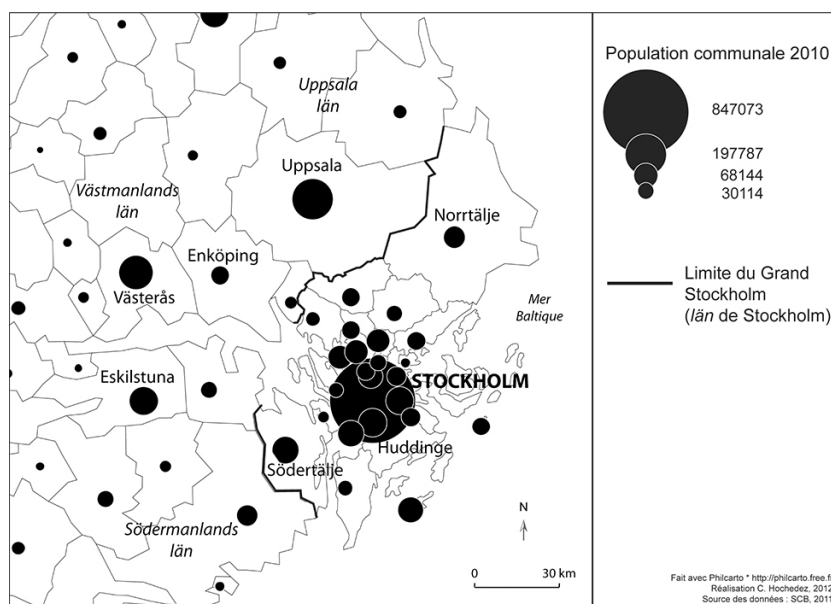 Uppsala
län
Uppsala
Västmanlands
län
Norrtälje
Enköping
Västerås
Mer
Baltique
Eskilstuna
STOCKHOLM
Huddinge
Södertälje
Södermanlands
län
N
0 30 km
Population communale 2010
847073
197787
68144
30114
Limite du Grand
Stockholm
(län de Stockholm)
Fait avec Philcarto * http://philcarto.free.fr
Réalisation C. Hochedez, 2012
Source des données : SCB, 2011